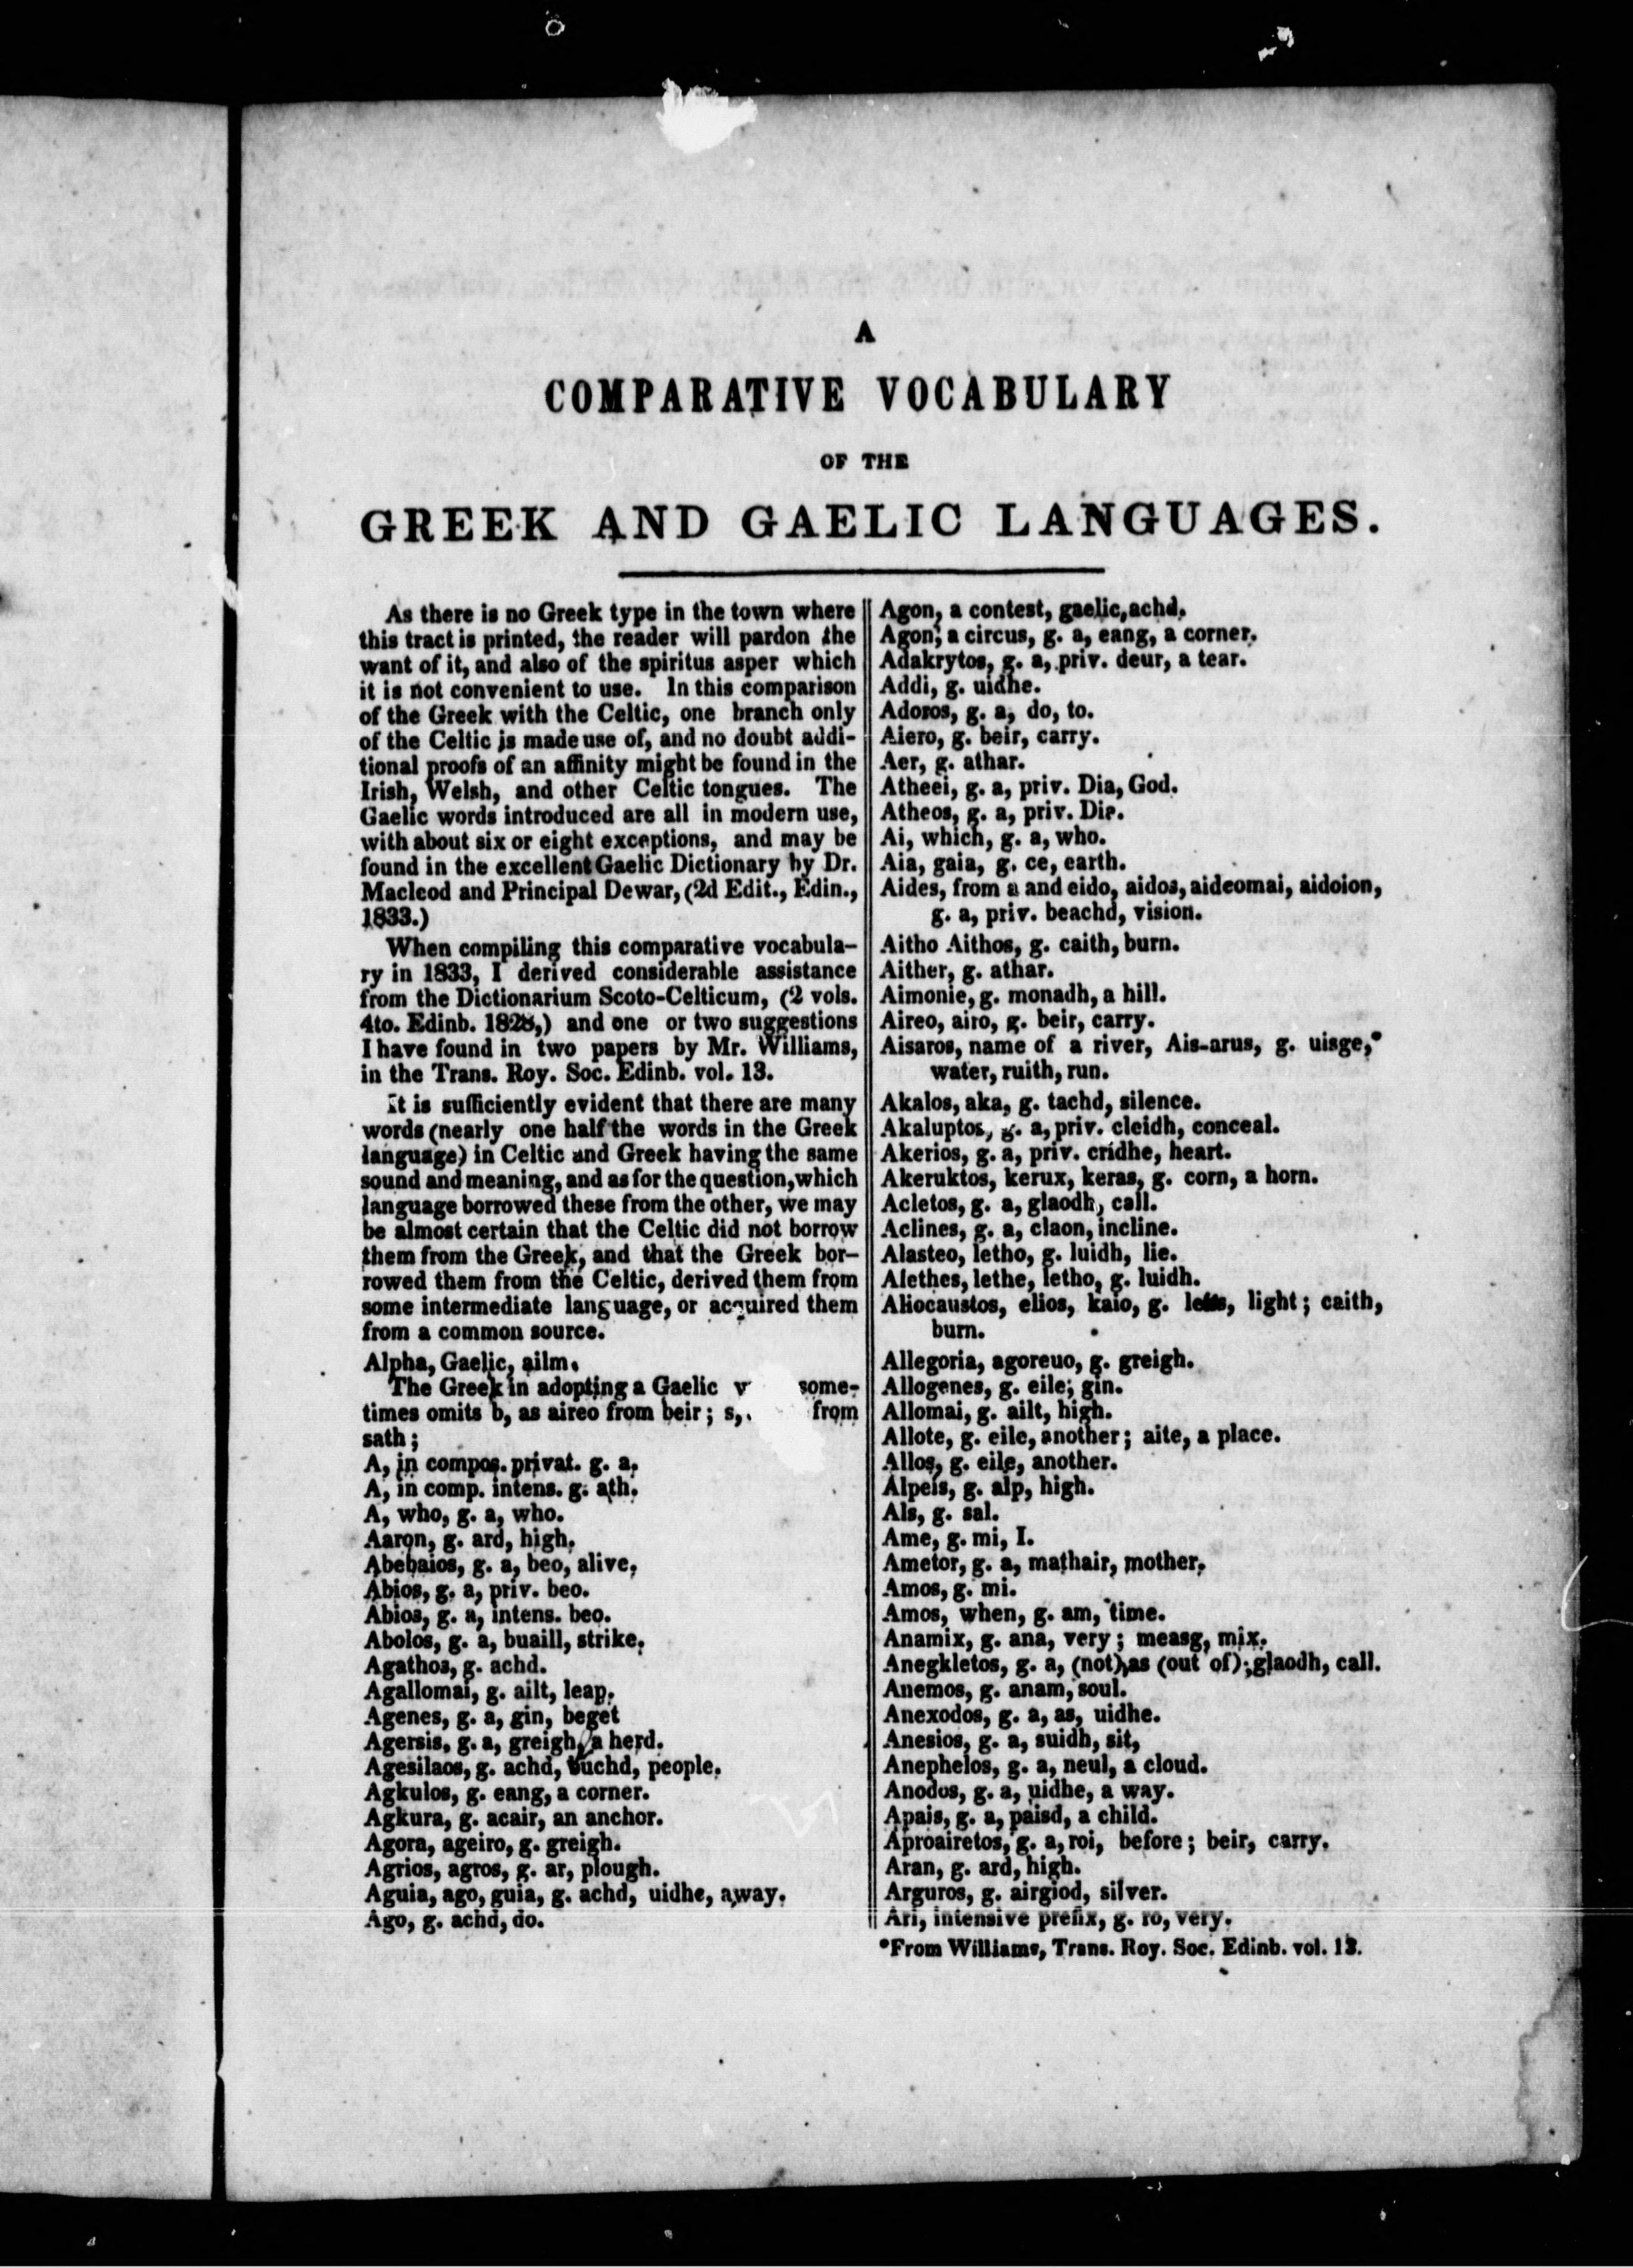 A
COMPARATIVE VOCABULARY
OF THE
GREEK AND GAELIC LANGUAGES.
As there is no Greek type in the town where
this tract is printed, the reader will pardon the
want of it, and also of the spiritus asper which
it is not convenient to use. In this comparison
of the Greek with the Celtic, one branch only
of the Celtic is made use of, and no doubt addi-
tional proofs of an affinity might be found in the
Irish, Welsh, and other Celtic tongues. The
Gaelic words introduced are all in modern use,
with about six or eight exceptions, and may be
found in the excellent Gaelic Dictionary by Dr.
Macleod and Principal Dewar, (2d Edit., Edin.,
1833.)
When compiling this comparative vocabula-
ry in 1833, I derived considerable assistance
from the Dictionarium Scoto-Celticum, (2 vols.
4to. Edinb. 1828,) and one or two suggestions
I have found in two papers by Mr. Williams,
in the Trans. Roy. Soc. Edinb. vol. 13.
It is sufficiently evident that there are many
words (nearly one half the words in the Greek
language) in Celtic and Greek having the same
sound and meaning, and as for the question, which
language borrowed these from the other, we may
be almost certain that the Celtic did not borrow
them from the Greek, and that the Greek bor-
rowed them from the Celtic, derived them from
some intermediate language, or acquired them
from a common source.
Alpha, Gaelic, ailm.
The Greek in adopting a Gaelic some-
times omits b, as aireo from beir; s, from
sath;
A, in compos. privat. g. a.
A, in comp. intens. g. ath.
A, who, g. a, who.
Aaron, g. ard, high.
Abebaios, g. a, beo, alive.
Abios, g. a, priv. beo.
Abios, g. a, intens. beo.
Abolos, g. a, buaill, strike.
Agathos, g. achd.
Agallomai, g. ailt, leap.
Agenes, g. a, gin, beget
Agersis, g. a, greigh, a herd.
Agesilaos, g. achd, buchd, people.
Agkulos, g. eang, a corner.
Agkura, g. acair, an anchor.
Agora, ageiro, g. greigh.
Agrios, agros, g. ar, plough.
Aguia, ago, guia, g. achd, uidhe, away.
Ago, g. achd, do.
Agon, a contest, gaelic, achd.
Agon, a circus, g. a, eang, a corner.
Adakrytos, g. a, priv. deur, a tear.
Addi, g. uidhe.
Adoros, g. a, do, to.
Aiero, g. beir, carry.
Aer, g. athar.
Atheei, g. a, priv. Dia, God.
Atheos, g. a, priv. Dia.
Ai, which, g. a, who.
Aia, gaia, g. ce, earth.
Aides, from a and eido, aidos, aideomai, aidoion,
g. a, priv. beachd, vision.
Aitho Aithos, g. caith, burn.
Aither, g. athar.
Aimonie, g. monadh, a hill.
Aireo, airo, g. beir, carry.
Aisaros, name of a river, Ais-arus, g. uisge,*
water, ruith, run.
Akalos, aka, g. tachd, silence.
Akaluptos, g. a, priv. cleidh, conceal.
Akerios, g. a, priv. cridhe, heart.
Akeruktos, kerux, keras, g. corn, a horn.
Acletos, g. a, glaodh, call.
Aclines, g. a, claon, incline.
Alasteo, letho, g. luidh, lie.
Alethes, lethe, letho, g. luidh.
Aliocaustos, elios, kaio, g. light; caith,
burn.
Allegoria, agoreuo, g. greigh.
Allogenes, g. eile; gin.
Allomai, g. ailt, high.
Allote, g. eile, another; aite, a place.
Allos, g. eile, another.
Alpeis, g. alp, high.
Als, g. sal.
Ame, g. mi, I.
Ametor, g. a, mathair, mother.
Amos, g. mi.
Amos, when, g. am, time.
Anamix, g. ana, very; measg, mix.
Anegkletos, g. a, (not), as (out of); glaodh, call.
Anemos, g. anam, soul.
Anexodos, g. a, as, uidhe.
Anesios, g. a, suidh, sit,
Anephelos, g. a, neul, a cloud.
Anodos, g. a, uidhe, a way.
Apais, g. a, paisd, a child.
Aproairetos, g. a, roi, before; beir, carry.
Aran, g. ard, high.
Arguros, g. airgiod, silver.
Ari, intensive prefix, g. ro, very.
*From Williams, Trans. Roy. Soc. Edinb. vol. 13.